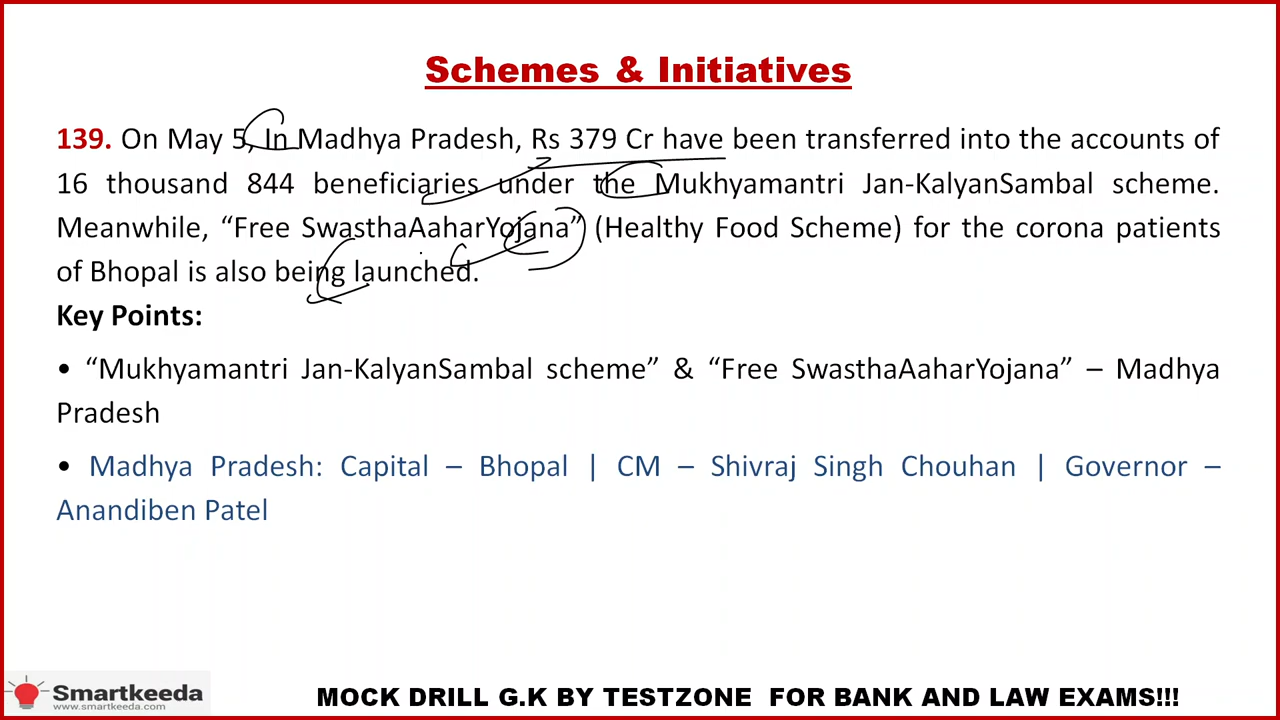 Schemes & Initiatives
139. On May 5, In Madhya Pradesh, Rs 379 Cr have been transferred into the accounts of
16 thousand 844 beneficiaries under the Mukhyamantri Jan-KalyanSambal scheme.
Meanwhile, “Free SwasthaAaharYojana” (Healthy Food Scheme) for the corona patients
of Bhopal is also being launched.
Key Points:
• “Mukhyamantri Jan-KalyanSambal scheme” & “Free SwasthaAaharYojana” – Madhya
Pradesh
• Madhya Pradesh: Capital – Bhopal | CM – Shivraj Singh Chouhan | Governor –
Anandiben Patel
Smartkeeda
www.smartkeeda.com
MOCK DRILL G.K BY TESTZONE FOR BANK AND LAW EXAMS!!!